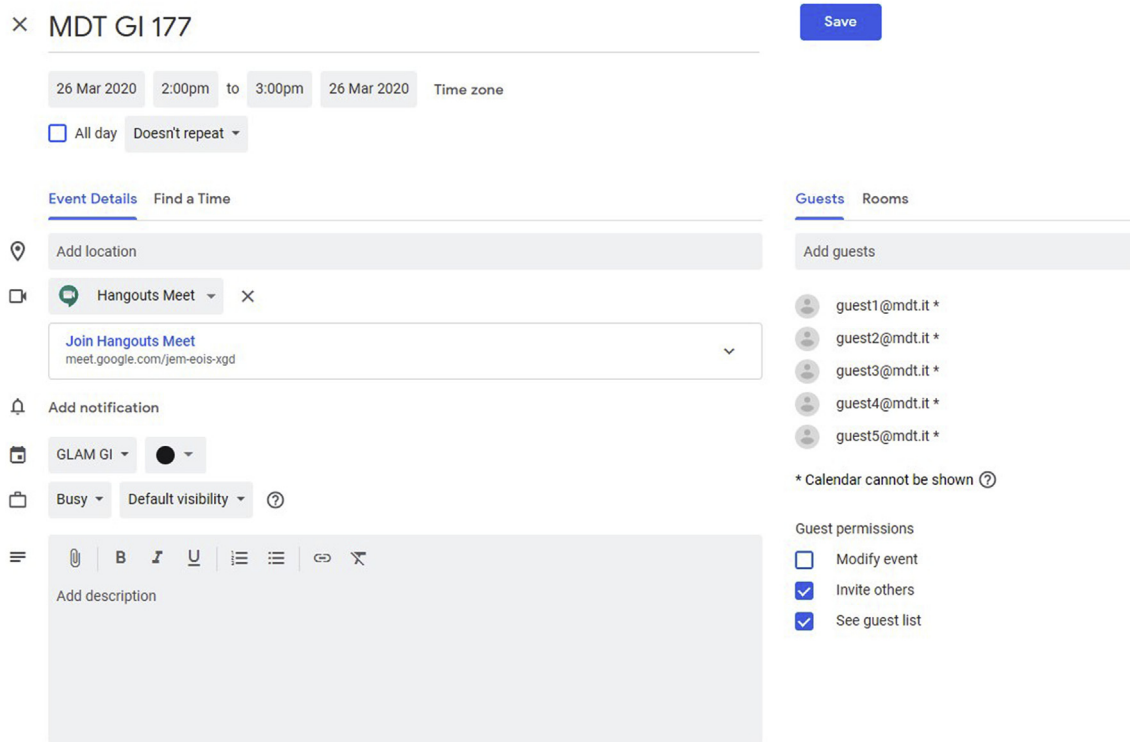 MDT GI 177
Save
26 Mar 2020 2:00pm to 3:00pm 26 Mar 2020 Time zone
All day Doesn't repeat
Event Details Find a Time
Add location
Hangouts Meet
Join Hangouts Meet
meet.google.com/jem-eois-xgd
Add notification
GLAM GI
Busy Default visibility
B I U
Add description
Guests Rooms
Add guests
guest1@mdt.it *
guest2@mdt.it *
guest3@mdt.it *
guest4@mdt.it *
guest5@mdt.it *
* Calendar cannot be shown
Guest permissions
Modify event
Invite others
See guest list